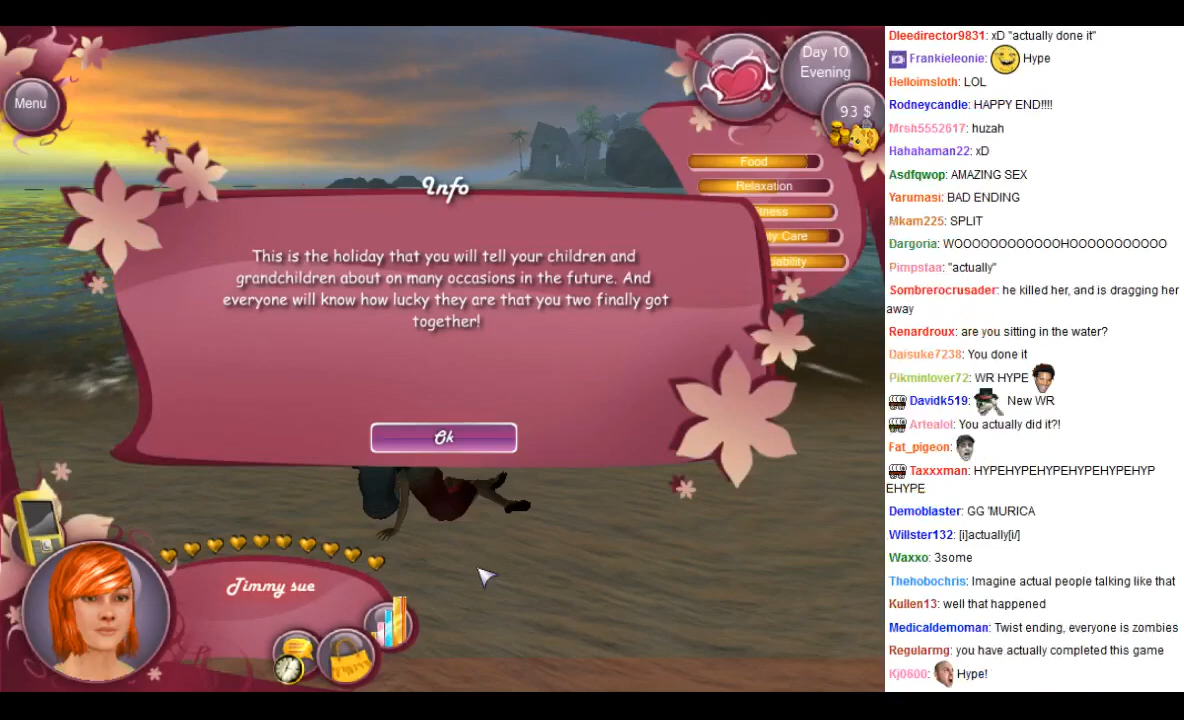 Menu
Day 10
Evening
93 $
Food
Relaxation
Info
This is the holiday that you will tell your children and
grandchildren about on many occasions in the future. And
everyone will know how lucky they are that you two finally got
together!
Ok
Timmy sue
Dleedirector9831: xD "actually done it"
Frankieleonie: Hype
Helloimsloth: LOL
Rodneycandle: HAPPY END!!!!
Mrsh5552617: huzah
Hahahaman22: xD
Asdfqwop: AMAZING SEX
Yarumasi: BAD ENDING
Mkam225: SPLIT
Dargoria: WOOOOOOOOOOOOHOOOOOOOOOOO
Pimpstaa: "actually"
Sombrerocrusader: he killed her, and is dragging her
away
Renardroux: are you sitting in the water?
Daisuke7238: You done it
Pikminlover72: WR HYPE
Davidk519: New WR
Artealol: You actually did it?!
Fat_pigeon:
Taxxxman: HYPEHYPEHYPEHYPEHYPEHYP
EHYPE
Demoblaster: GG 'MURICA
Willster132: [i]actually[i/]
Waxxo: 3some
Thehobochris: Imagine actual people talking like that
Kullen13: well that happened
Medicaldemoman: Twist ending, everyone is zombies
Regularmg: you have actually completed this game
Kj0600: Hype!